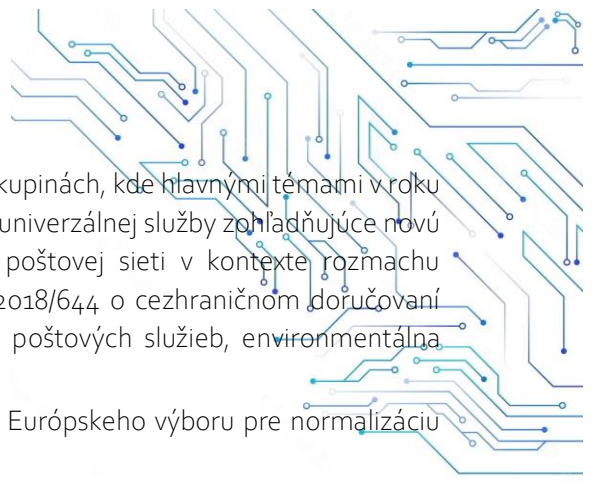 kupinách, kde hlavnými témami v roku
univerzálnej služby zohľadňujúce novú
poštovej sieti v kontexte rozmachu
2018/644 o cezhraničnom doručovaní
poštových služieb, environmentálna
Európskeho výboru pre normalizáciu